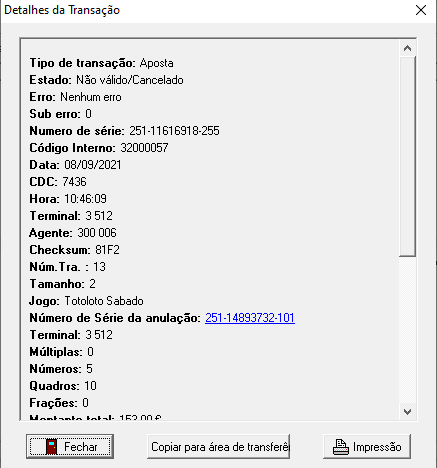 Detalhes da Transação
Tipo de transação: Aposta
Estado: Não válido/Cancelado
Erro: Nenhum erro
Sub erro: 0
Numero de série: 251-11616918-255
Código Interno: 32000057
Data: 08/09/2021
CDC: 7436
Hora: 10:46:09
Terminal: 3 512
Agente: 300 006
Checksum: 81F2
Núm.Tra. : 13
Tamanho: 2
Jogo: Totoloto Sabado
Número de Série da anulação: 251-14893732-101
Terminal: 3 512
Múltiplas: 0
Números: 5
Quadros: 10
Frações: 0
Montante total: 153,00 €
Fechar
Copiar para área de transferê
Impressão